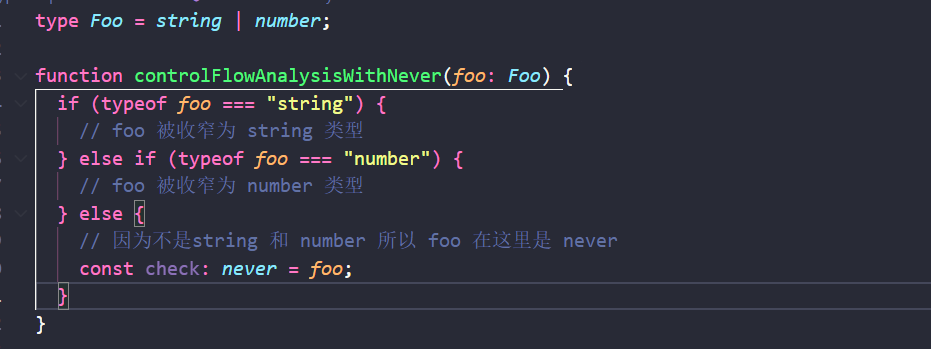 type Foo = string | number;
function controlFlowAnalysisWithNever(foo: Foo) {
if (typeof foo === "string") {
// foo 被收窄为 string 类型
} else if (typeof foo === "number") {
// foo 被收窄为 number 类型
} else {
// 因为不是string 和 number 所以 foo 在这里是 never
const check: never = foo;
}
}